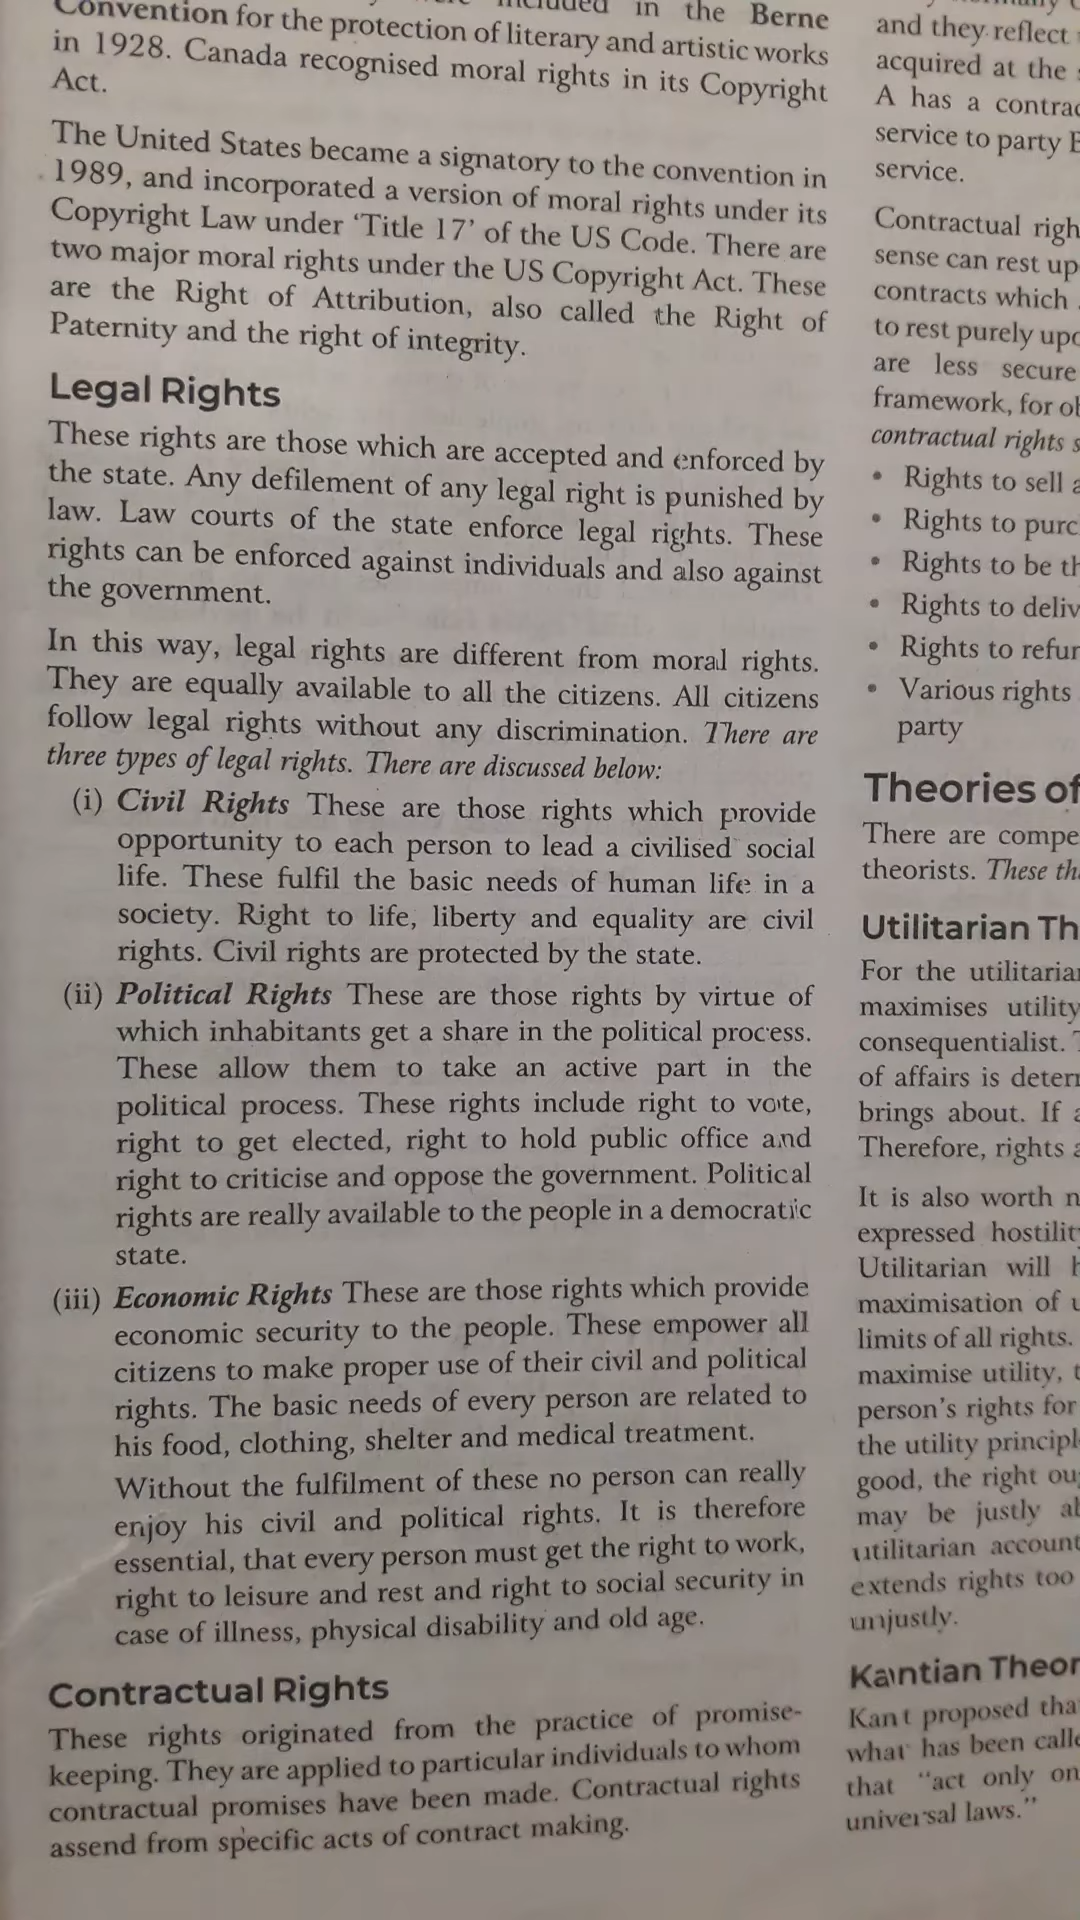 Convention for the protection of literary and artistic works
in 1928. Canada recognised moral rights in its Copyright
Act.
The United States became a signatory to the convention in
1989, and incorporated a version of moral rights under its
Copyright Law under ‘Title 17’ of the US Code. There are
two major moral rights under the US Copyright Act. These
are the Right of Attribution, also called the Right of
Paternity and the right of integrity.
Legal Rights
These rights are those which are accepted and enforced by
the state. Any defilement of any legal right is punished by
law. Law courts of the state enforce legal rights. These
rights can be enforced against individuals and also against
the government.
In this way, legal rights are different from moral rights.
They are equally available to all the citizens. All citizens
follow legal rights without any discrimination. There are
three types of legal rights. There are discussed below:
(i) Civil Rights These are those rights which provide
opportunity to each person to lead a civilised social
life. These fulfil the basic needs of human life in a
society. Right to life, liberty and equality are civil
rights. Civil rights are protected by the state.
(ii) Political Rights These are those rights by virtue of
which inhabitants get a share in the political process.
These allow them to take an active part in the
political process. These rights include right to vote,
right to get elected, right to hold public office and
right to criticise and oppose the government. Political
rights are really available to the people in a democratic
state.
(iii) Economic Rights These are those rights which provide
economic security to the people. These empower all
citizens to make proper use of their civil and political
rights. The basic needs of every person are related to
his food, clothing, shelter and medical treatment.
Without the fulfilment of these no person can really
enjoy his civil and political rights. It is therefore
essential, that every person must get the right to work,
right to leisure and rest and right to social security in
case of illness, physical disability and old age.
Contractual Rights
These rights originated from the practice of promise-
keeping. They are applied to particular individuals to whom
contractual promises have been made. Contractual rights
assend from specific acts of contract making.
and they reflect
acquired at the
A has a
service to party
service.
Contractual
sense can rest
contracts which
to rest purely
are less secure
framework, for
contractual rights
• Rights to sell
• Rights to
• Rights to be
• Rights to
• Rights to
• Various rights
party
Theories of
There are
theorists. These
Utilitarian
For the
maximises utility
consequentialist.
of affairs is
brings about. If
Therefore, rights
It is also worth
expressed
Utilitarian will
maximisation of
limits of all rights.
maximise utility,
person’s rights for
the utility
good, the right
may be justly
utilitarian
extends rights too
unjustly.
Kantian
Kant proposed
what has been
that “act only
universal laws.”